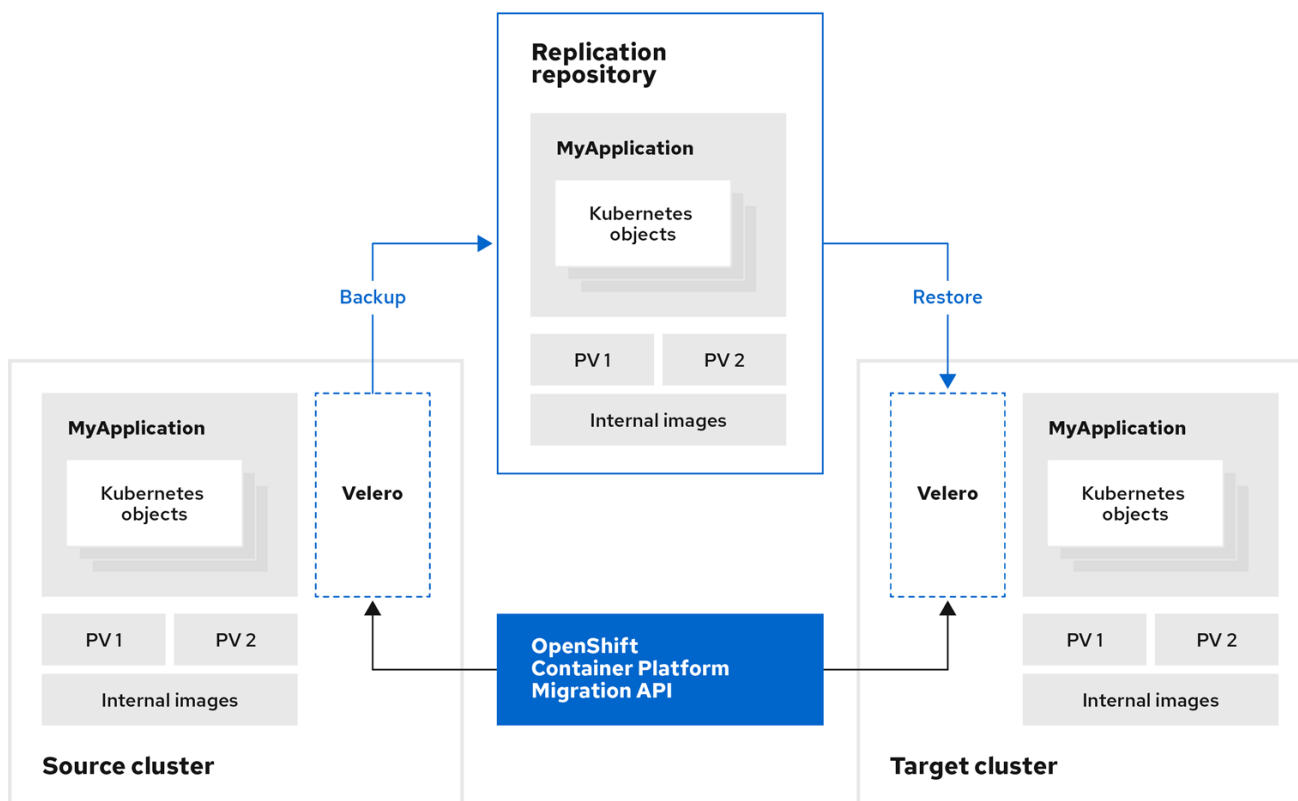 Replication
repository
MyApplication
Kubernetes
objects
Backup
Restore
PV 1
PV 2
Internal images
MyApplication
Kubernetes
objects
Velero
PV 1
PV 2
Internal images
Source cluster
OpenShift
Container Platform
Migration API
Velero
MyApplication
Kubernetes
objects
PV 1
PV 2
Internal images
Target cluster